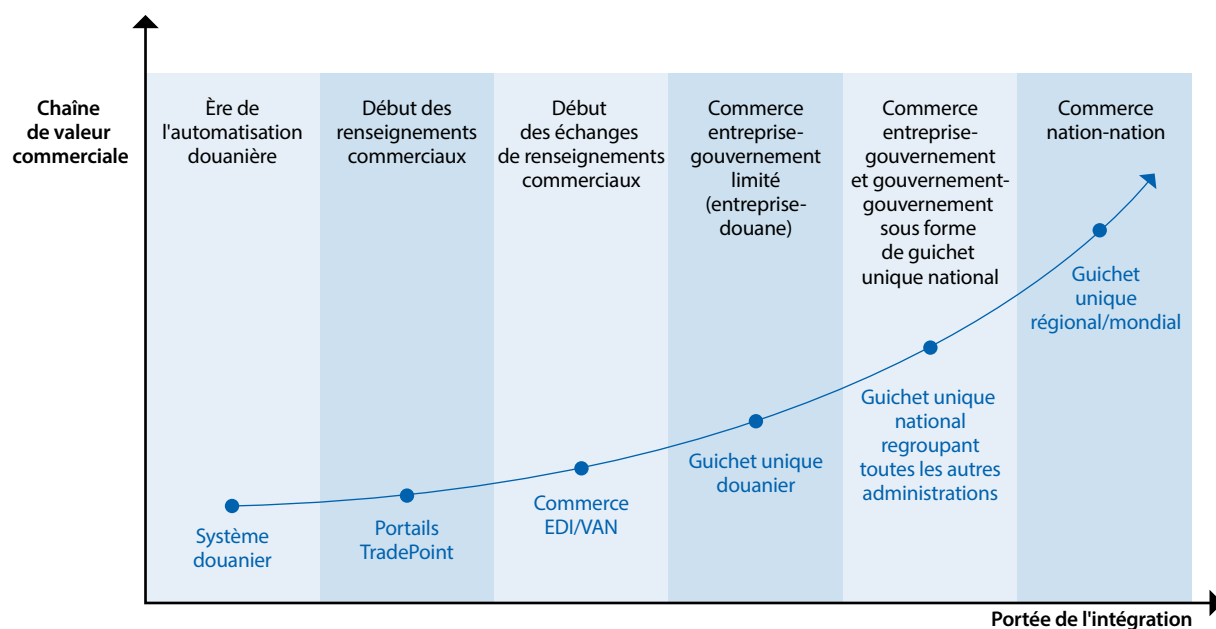 Chaîne
de valeur
commerciale
Ère de
l'automatisation
douanière
Début des
renseignements
commerciaux
Début
des échanges
de renseignements
commerciaux
Commerce
entreprise-
gouvernement
limité
(entreprise-
douane)
Commerce
entreprise-
gouvernement
et gouvernement-
gouvernement
sous forme
de guichet
unique national
Commerce
nation-nation
Système
douanier
Portails
TradePoint
Commerce
EDI/VAN
Guichet unique
douanier
Guichet unique
national
regroupant
toutes les autres
administrations
Guichet
unique
régional/mondial
Portée de l'intégration